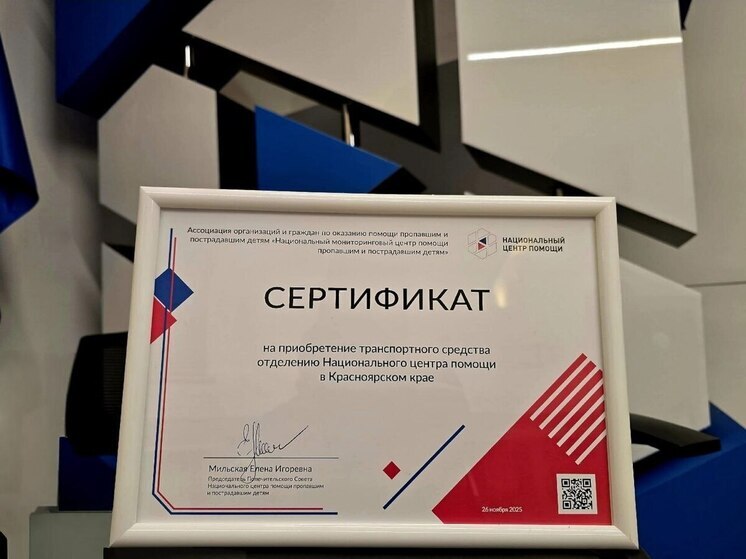 Ассоциация организаций и граждан по оказанию помощи пропавшим и
пострадавшим детям «Национальный мониторинговый центр помощи
пропавшим и пострадавшим детям»
НАЦИОНАЛЬНЫЙ
ЦЕНТР ПОМОЩИ
СЕРТИФИКАТ
на приобретение транспортного средства
отделению Национального центра помощи
в Красноярском крае
Мильская Елена Игоревна
Председатель Попечительского Совета
Национального центра помощи пропавшим
и пострадавшим детям
26 ноября 2025